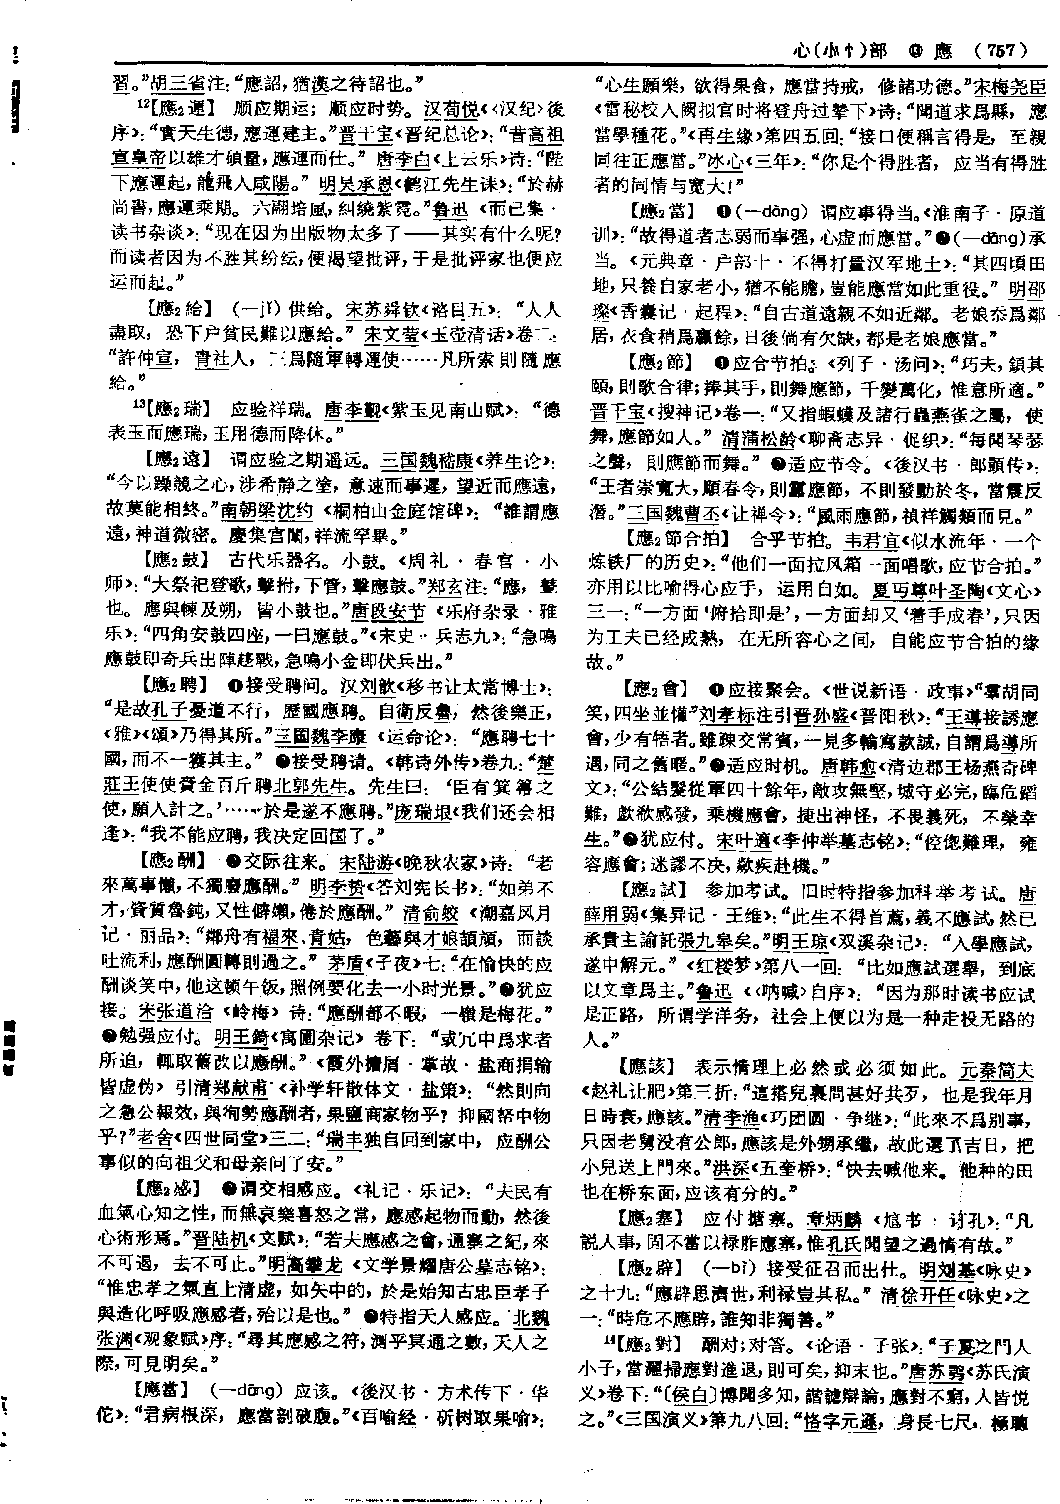 心(小忄)部 ⓭ 應 (757)
習。”胡三省注：“應詔，猶漢之待詔也。”
¹²【應₂運】 顺应期运；顺应时势。汉荀悦《〈汉纪〉後
序》：“實天生德，應運建主。”晋干宝《晋纪总论》：“昔高祖
宣皇帝以雄才碩量，應運而仕。” 唐李白《上云乐》诗：“陛
下應運起，龍飛入咸陽。” 明吴承恩《鹤江先生诔》：“於赫
尚書，應運乘期。六翮培風，糾繞紫霓。”鲁迅《而已集·
读书杂谈》：“现在因为出版物太多了——其实有什么呢?
而读者因为不胜其纷纭，便渴望批评，于是批评家也便应
运而起。”
【應₂給】 (—jǐ) 供给。宋苏舜钦《谘目五》：“人人
盡取，恐下户貧民難以應給。” 宋文莹《玉壶清话》卷二：
“許仲宣，青社人，三爲隨軍轉運使……凡所索則隨應
給。”
¹³【應₂瑞】 应验祥瑞。唐李觀《紫玉见南山赋》：“德
表玉而應瑞，王用德而降休。”
【應₂遠】 谓应验之期遥远。三国魏嵇康《养生论》：
“今以躁競之心，涉希静之塗，意速而事遲，望近而應遠，
故莫能相終。”南朝梁沈约《桐柏山金庭馆碑》：“誰謂應
遠，神道微密。慶集宫闈，祥流罕畢。”
【應₂鼓】 古代乐器名。小鼓。《周礼·春官·小
师》：“大祭祀登歌，擊拊，下管，擊應鼓。”郑玄注：“應，鼙
也。應與朄及朔，皆小鼓也。”唐段安节《乐府杂录·雅
乐》：“四角安鼓四座，一曰應鼓。”《宋史·兵志九》：“急鳴
應鼓即奇兵出陣趨戰，急鳴小金即伏兵出。”
【應₂聘】 ❶接受聘问。汉刘歆《移书让太常博士》：
“是故孔子憂道不行，歷國應聘。自衛反魯，然後樂正，
《雅》《頌》乃得其所。”三国魏李康《运命论》：“應聘七十
國，而不一獲其主。”❷接受聘请。《韩诗外传》卷九：“楚
莊王使使賫金百斤聘北郭先生。先生曰：‘臣有箕箒之
使，願入計之。’……於是遂不應聘。”庞瑞垠《我们还会相
逢》：“我不能应聘，我决定回国了。”
【應₂酬】 ❶交际往来。宋陆游《晚秋农家》诗：“老
來萬事懶，不獨廢應酬。” 明李贽《答刘宪长书》：“如弟不
才，資質魯鈍，又性僻嬾，倦於應酬。” 清俞蛟《潮嘉风月
记·丽品》：“鄰舟有福來、青姑，色藝與才娘頡頏，而談
吐流利，應酬圓轉則過之。” 茅盾《子夜》七：“在愉快的应
酬谈笑中，他这顿午饭，照例要化去一小时光景。”❷犹应
接。宋张道洽《岭梅》诗：“應酬都不暇，一嶺是梅花。”
❸勉强应付。明王錡《寓圃杂记》卷下：“或冗中爲求者
所迫，輒取舊改以應酬。”《霞外攟屑·掌故·盐商捐输
皆虚伪》引清郑献甫《补学轩散体文·盐策》：“然則向
之急公報效，與徇勢應酬者，果鹽商家物乎? 抑國帑中物
乎?”老舍《四世同堂》三二：“瑞丰独自回到家中，应酬公
事似的向祖父和母亲问了安。”
【應₂感】 ❶谓交相感应。《礼记·乐记》：“夫民有
血氣心知之性，而無哀樂喜怒之常，應感起物而動，然後
心術形焉。”晋陆机《文赋》：“若夫應感之會，通塞之紀，來
不可遏，去不可止。”明高攀龙《文学景耀唐公墓志铭》：
“惟忠孝之氣直上清虚，如矢中的，於是始知古忠臣孝子
與造化呼吸應感者，殆以是也。” ❷特指天人感应。北魏
张渊《观象赋》序：“尋其應感之符，測乎冥通之數，天人之
際，可見明矣。”
【應當】 (—dāng) 应该。《後汉书·方术传下·华
佗》：“君病根深，應當剖破腹。”《百喻经·斫树取果喻》：
“心生願樂，欲得果食，應當持戒，修諸功德。”宋梅尧臣
《雷秘校入阙拟官时将登舟过辇下》诗：“聞道求爲縣，應
當學種花。”《再生缘》第四五回：“接口便稱言得是，至親
同往正應當。”冰心《三年》：“你是个得胜者，应当有得胜
者的同情与宽大!”
【應₂當】 ❶(—dāng) 谓应事得当。《淮南子·原道
训》：“故得道者志弱而事强，心虚而應當。”❷(—dāng)承
当。《元典章·户部十·不得打量汉军地土》：“其四頃田
地，只養自家老小，猶不能贍，豈能應當如此重役。” 明邵
璨《香囊记·起程》：“自古道遠親不如近鄰。老娘忝爲鄰
居，衣食稍爲贏餘，日後倘有欠缺，都是老娘應當。”
【應₂節】 ❶应合节拍。《列子·汤问》：“巧夫，鎮其
頤，則歌合律；捧其手，則舞應節，千變萬化，惟意所適。”
晋干宝《搜神记》卷一：“又指蝦蟆及諸行蟲燕雀之屬，使
舞，應節如人。” 清蒲松龄《聊斋志异·促织》：“每聞琴瑟
之聲，則應節而舞。” ❷适应节令。《後汉书·郎顗传》：
“王者崇寬大，順春令，則靁應節，不則發動於冬，當震反
潛。”三国魏曹丕《让禅令》：“風雨應節，禎祥觸類而見。”
【應₂節合拍】 合乎节拍。韦君宜《似水流年·一个
炼铁厂的历史》：“他们一面拉风箱一面唱歌，应节合拍。”
亦用以比喻得心应手，运用自如。夏丏尊叶圣陶《文心》
三一：“一方面‘俯拾即是’，一方面却又‘着手成春’，只因
为工夫已经成熟，在无所容心之间，自能应节合拍的缘
故。”
【應₂會】 ❶应接聚会。《世说新语·政事》“羣胡同
笑，四坐並懽”刘孝标注引晋孙盛《晋阳秋》：“王導接誘應
會，少有牾者。雖疎交常賓，一見多輸寫款誠，自謂爲導所
遇，同之舊暱。”❷适应时机。唐韩愈《清边郡王杨燕奇碑
文》：“公結髮從軍四十餘年，敵攻無堅，城守必完，臨危蹈
難，歔欷感發，乘機應會，捷出神怪，不畏義死，不榮幸
生。”❸犹应付。宋叶適《李仲举墓志铭》：“倥偬難理，雍
容應會；迷謬不决，欻疾赴機。”
【應₂試】 参加考试。旧时特指参加科举考试。唐
薛用弱《集异记·王维》：“此生不得首薦，義不應試，然已
承貴主諭託張九皋矣。”明王琼《双溪杂记》：“入學應試，
遂中解元。”《红楼梦》第八一回：“比如應試選舉，到底
以文章爲主。”鲁迅《〈呐喊〉自序》：“因为那时读书应试
是正路，所谓学洋务，社会上便以为是一种走投无路的
人。”
【應該】 表示情理上必然或必须如此。元秦简夫
《赵礼让肥》第三折：“這搭兒裏問甚好共歹，也是我年月
日時衰，應該。”清李渔《巧团圆·争继》：“此來不爲别事，
只因老舅没有公郎，應該是外甥承繼，故此選了吉日，把
小兒送上門來。”洪深《五奎桥》：“快去喊他来。他种的田
也在桥东面，应该有分的。”
【應₂塞】 应付搪塞。章炳麟《訄书·订孔》：“凡
説人事，固不當以禄胙應塞，惟孔氏聞望之過情有故。”
【應₂辟】 (—bì) 接受征召而出仕。明刘基《咏史》
之十九：“應辟思濟世，利禄豈其私。” 清徐开任《咏史》之
一：“時危不應辟，誰知非獨善。”
¹⁴【應₂對】 酬对；对答。《论语·子张》：“子夏之門人
小子，當灑掃應對進退，則可矣，抑末也。”唐苏鹗《苏氏演
义》卷下：“〔侯白〕博聞多知，諧謔辯論，應對不窮，人皆悦
之。”《三国演义》第九八回：“恪字元遜，身長七尺，極聰